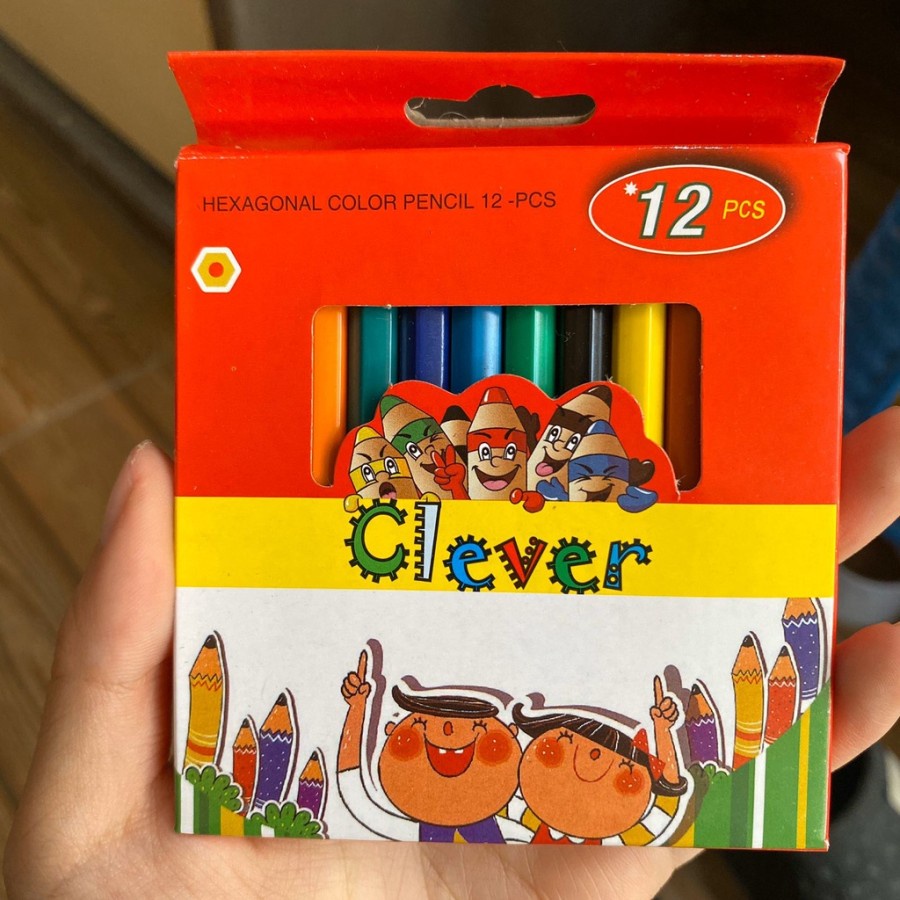 HEXAGONAL COLOR PENCIL 12 -PCS
*12 PCS
Clever